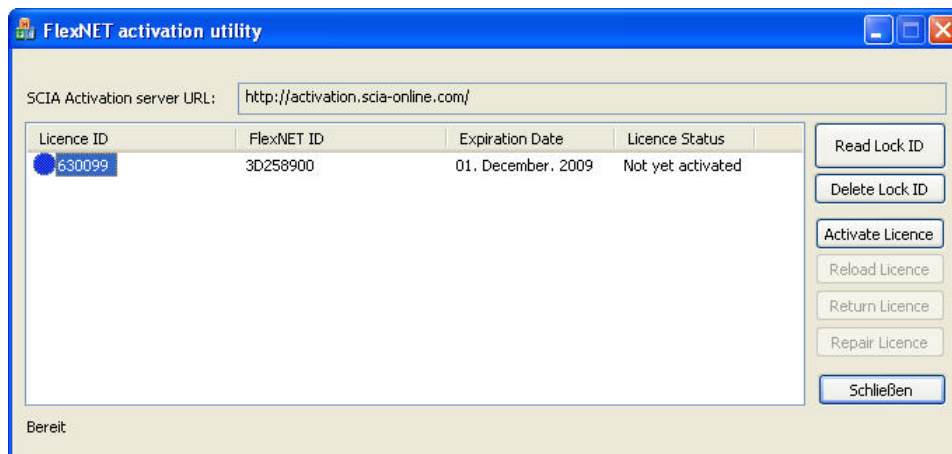 FlexNET activation utility
SCIA Activation server URL: http://activation.scia-online.com/
Licence ID FlexNET ID Expiration Date Licence Status
630099 3D258900 01. December. 2009 Not yet activated
Read Lock ID
Delete Lock ID
Activate Licence
Reload Licence
Return Licence
Repair Licence
Schließen
Bereit